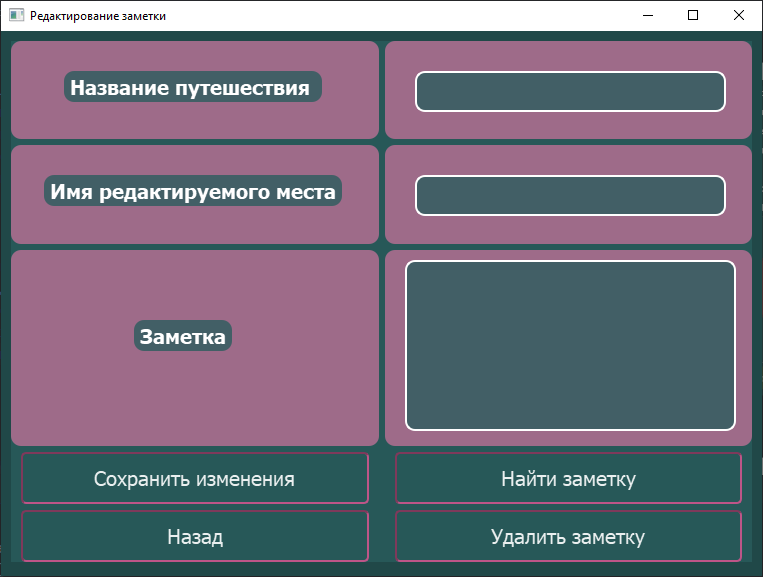 Редактирование заметки
Название путешествия
Имя редактируемого места
Заметка
Сохранить изменения
Найти заметку
Назад
Удалить заметку